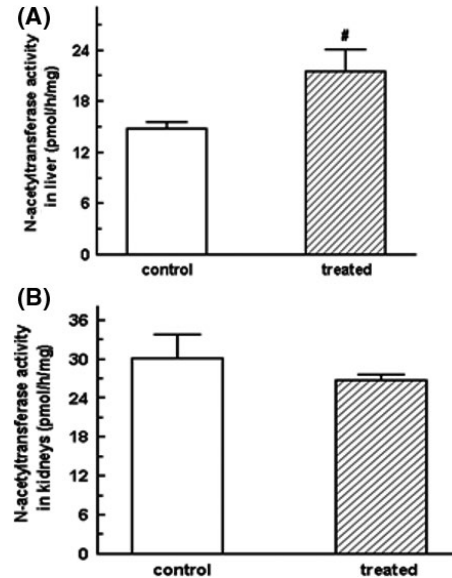 (A)
N-acetyltransferase activity
in liver (pmol/h/mg)
24
18
12
6
0
#
control
treated
(B)
N-acetyltransferase activity
in kidneys (pmol/h/mg)
36
30
24
18
12
6
0
control
treated